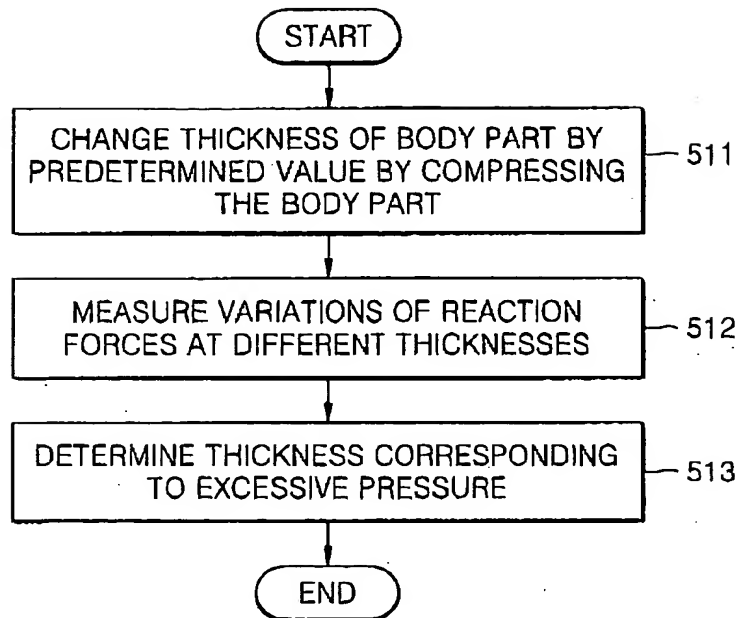 START
CHANGE THICKNESS OF BODY PART BY
PREDETERMINED VALUE BY COMPRESSING
THE BODY PART
511
MEASURE VARIATIONS OF REACTION
FORCES AT DIFFERENT THICKNESSES
512
DETERMINE THICKNESS CORRESPONDING
TO EXCESSIVE PRESSURE
513
END